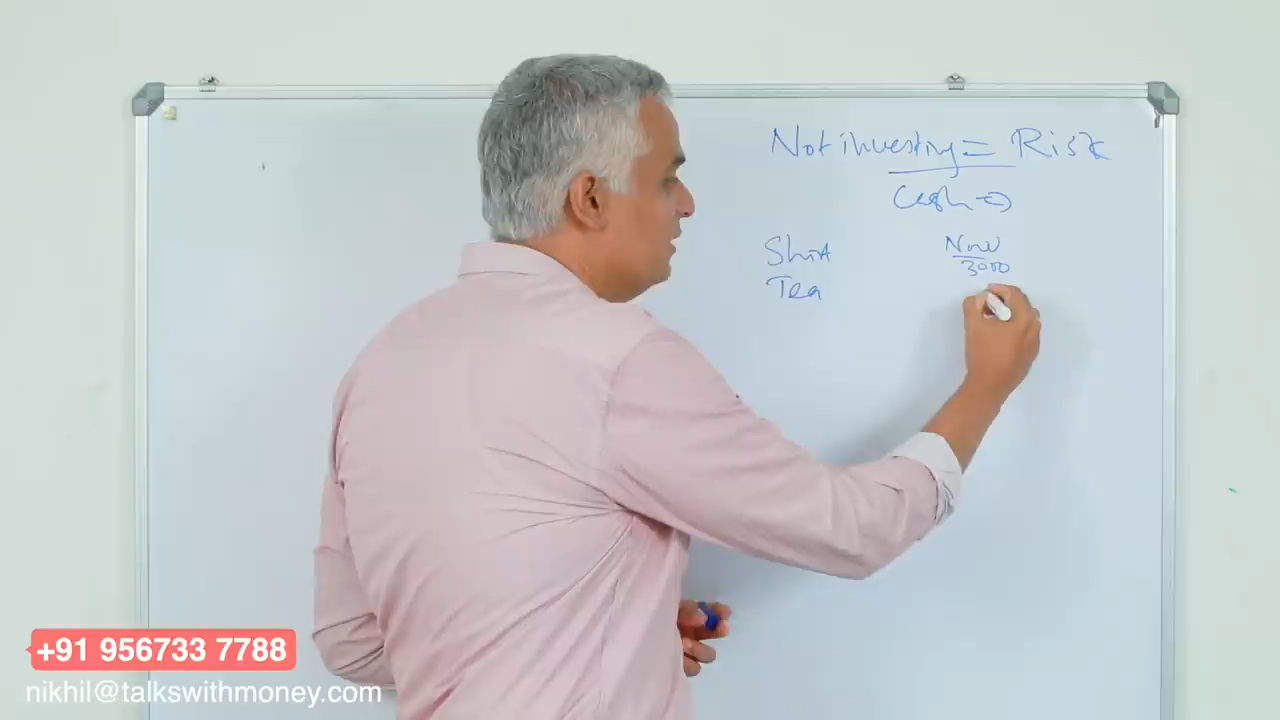 Not investing = Risk
Cash =>
Shirt Now
3000
Tea
+91 956733 7788
nikhil@talkswithmoney.com